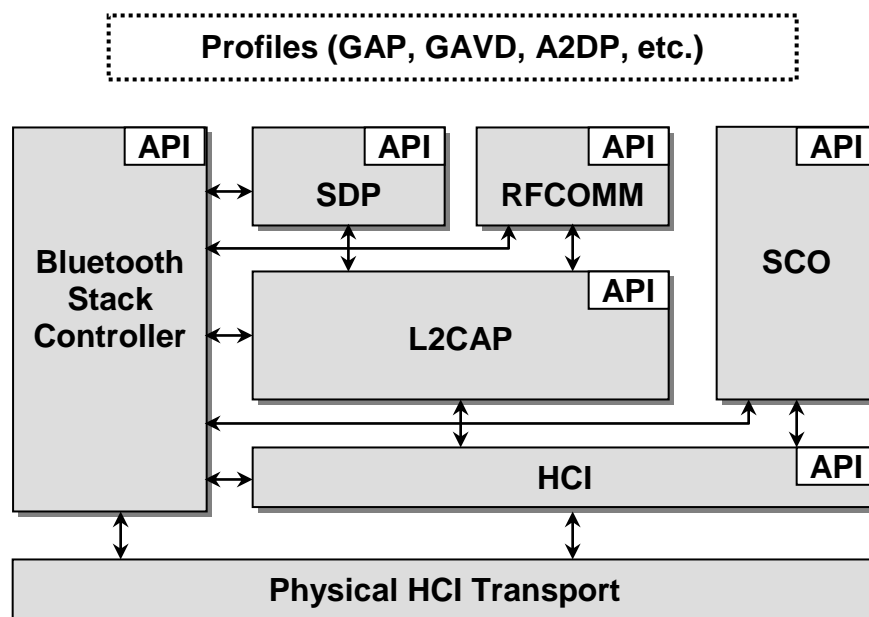 Profiles (GAP, GAVD, A2DP, etc.)
API
API
API
API
SDP
RFCOMM
Bluetooth
Stack
Controller
SCO
API
L2CAP
API
HCI
Physical HCI Transport